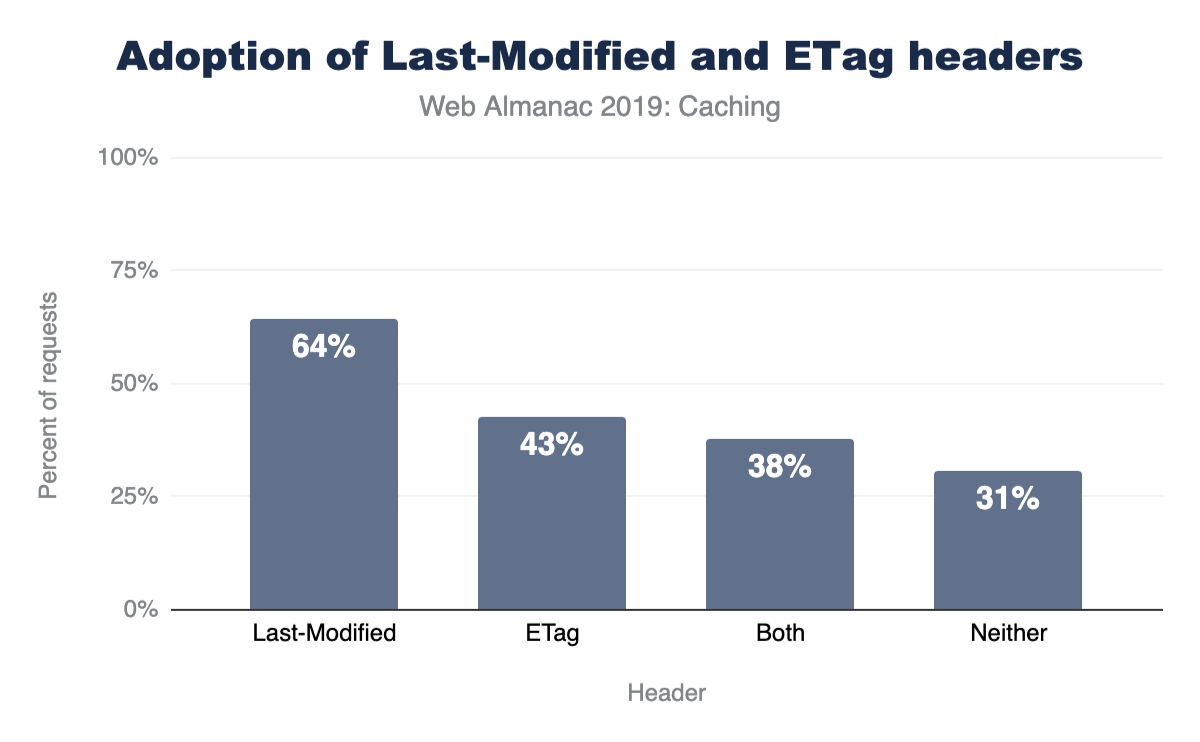 Adoption of Last-Modified and ETag headers
Web Almanac 2019: Caching
100%
75%
50%
25%
0%
Percent of requests
64%
43%
38%
31%
Last-Modified
ETag
Both
Neither
Header